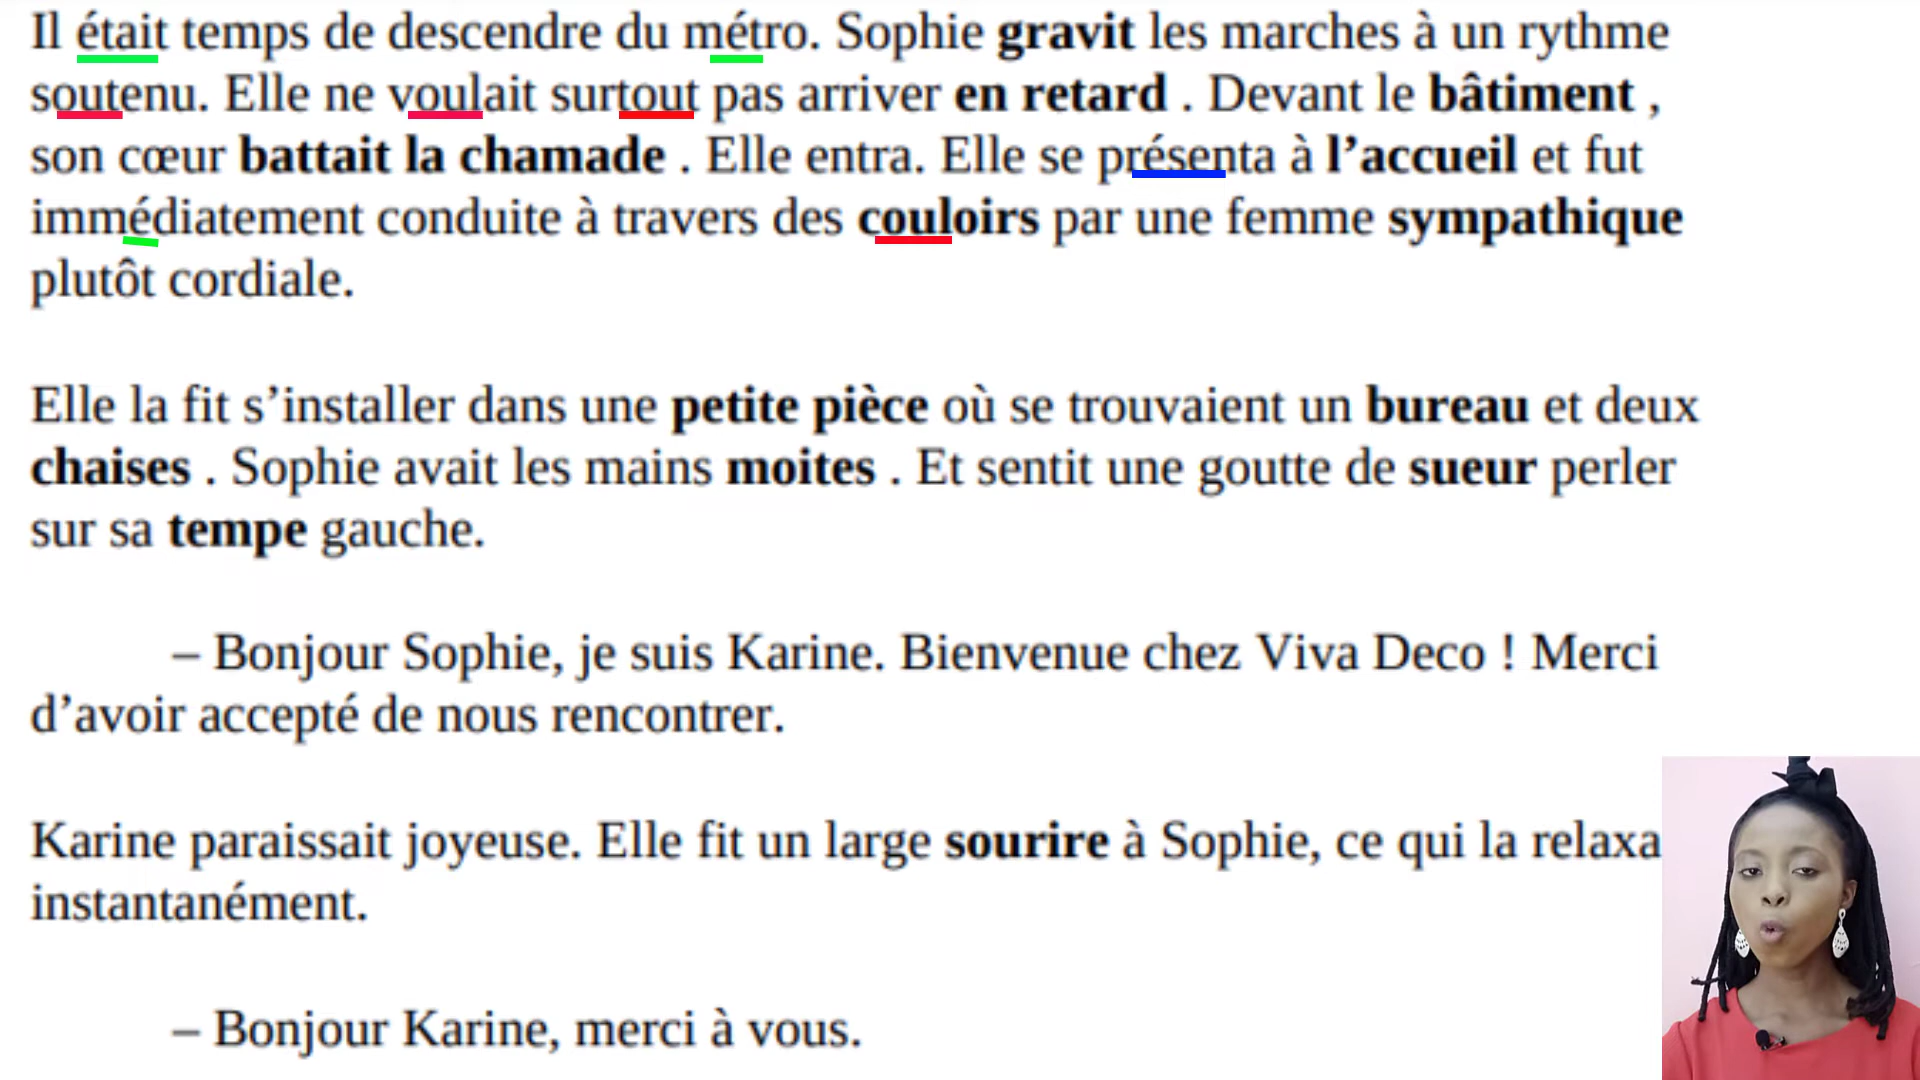 Il était temps de descendre du métro. Sophie gravit les marches à un rythme
soutenu. Elle ne voulait surtout pas arriver en retard . Devant le bâtiment ,
son cœur battait la chamade . Elle entra. Elle se présenta à l’accueil et fut
immédiatement conduite à travers des couloirs par une femme sympathique
plutôt cordiale.
Elle la fit s’installer dans une petite pièce où se trouvaient un bureau et deux
chaises . Sophie avait les mains moites . Et sentit une goutte de sueur perler
sur sa tempe gauche.
– Bonjour Sophie, je suis Karine. Bienvenue chez Viva Deco ! Merci
d’avoir accepté de nous rencontrer.
Karine paraissait joyeuse. Elle fit un large sourire à Sophie, ce qui la relaxa
instantanément.
– Bonjour Karine, merci à vous.